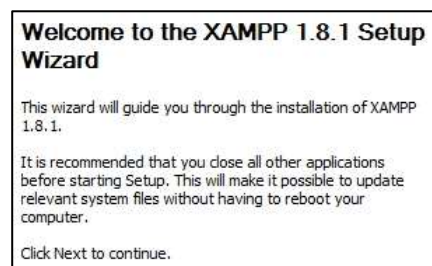 Welcome to the XAMPP 1.8.1 Setup
Wizard
This wizard will guide you through the installation of XAMPP
1.8.1.
It is recommended that you close all other applications
before starting Setup. This will make it possible to update
relevant system files without having to reboot your
computer.
Click Next to continue.